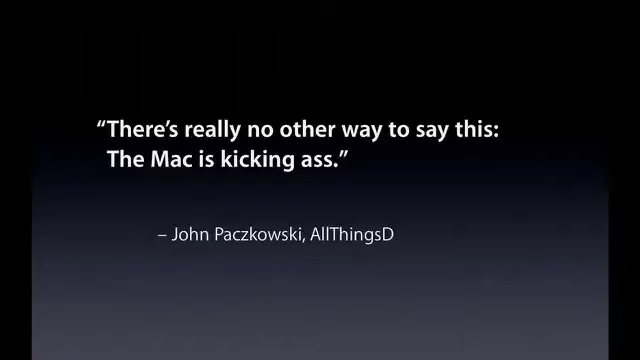 “There’s really no other way to say this:
The Mac is kicking ass.”
– John Paczkowski, AllThingsD